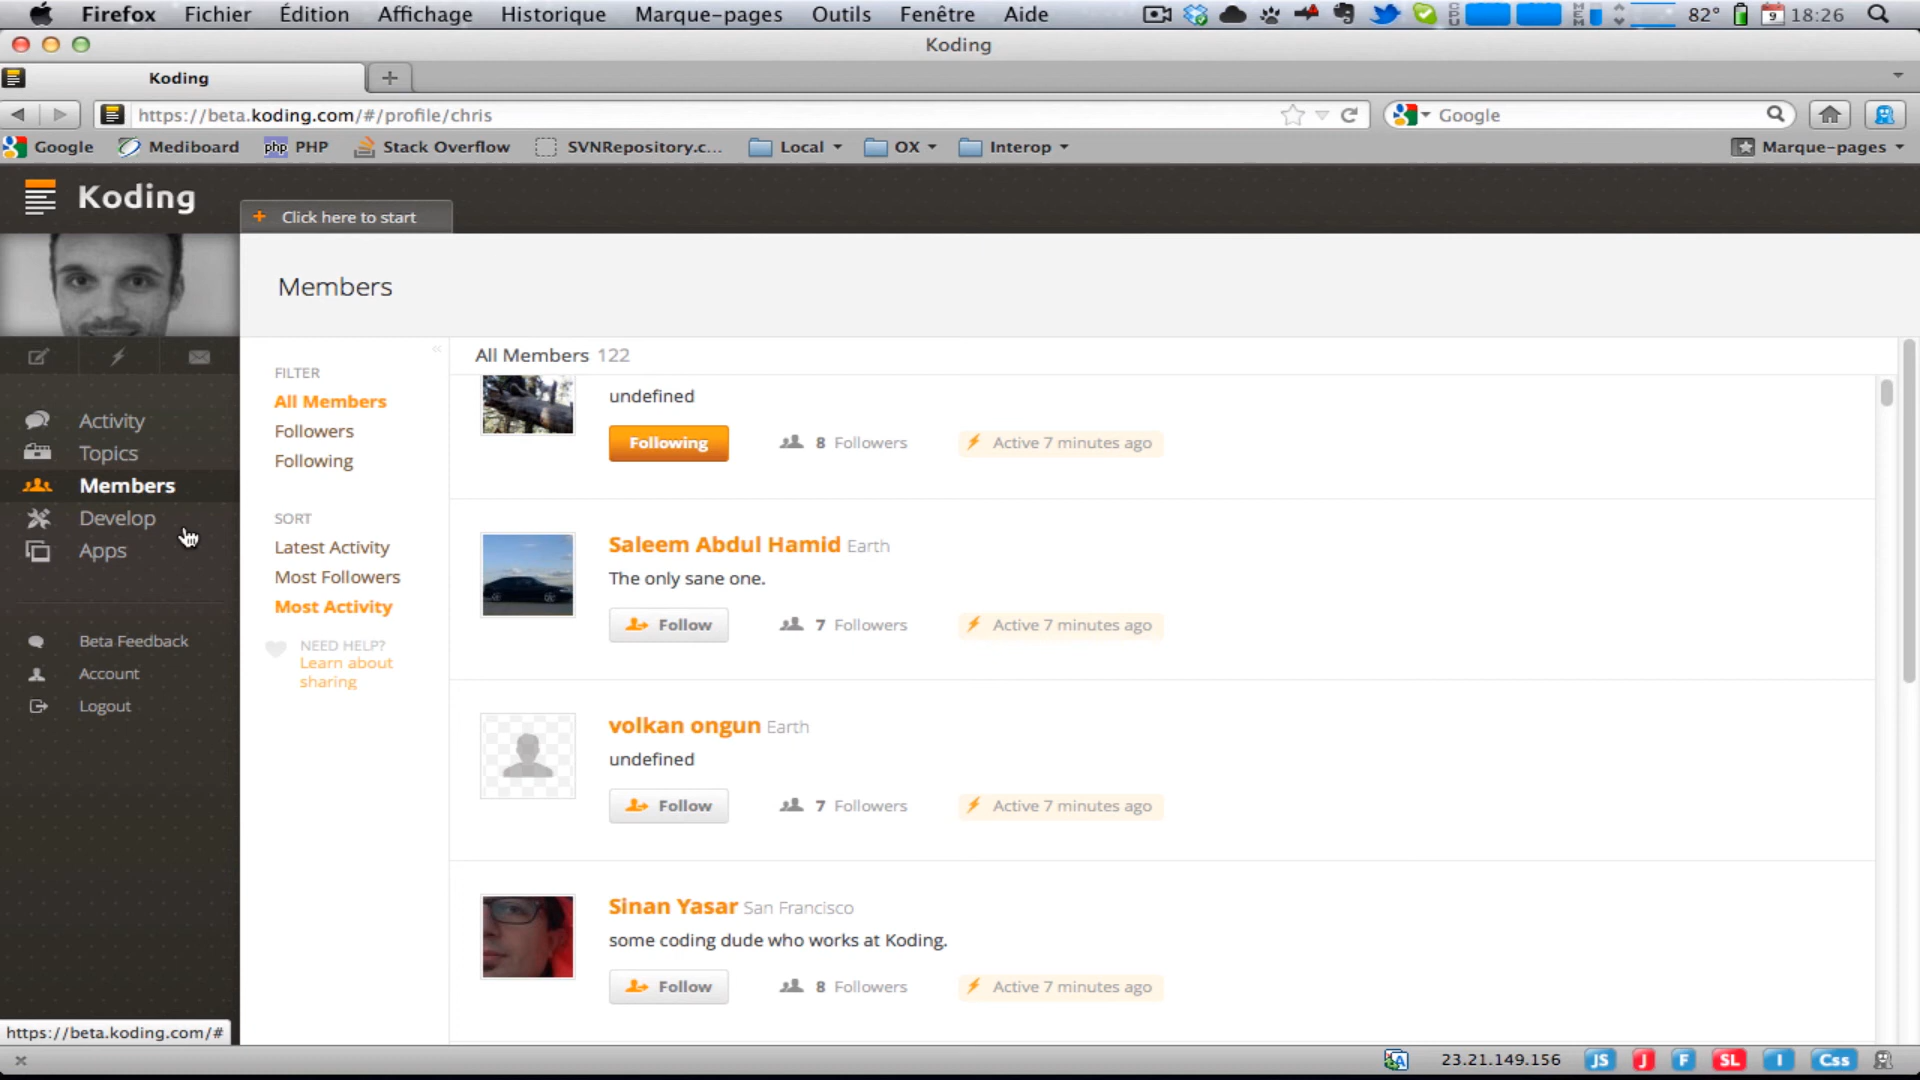 Firefox Fichier Édition Affichage Historique Marque-pages Outils Fenêtre Aide CPU MEM 82° 9 18:26
Koding
Koding
https://beta.koding.com/#/profile/chris Google
Google Mediboard php PHP Stack Overflow SVNRepository.c... Local OX Interop Marque-pages
Koding
+ Click here to start
Members
All Members 122
FILTER
All Members
Followers
Following
SORT
Latest Activity
Most Followers
Most Activity
NEED HELP?
Learn about
sharing
Activity
Topics
Members
Develop
Apps
Beta Feedback
Account
Logout
undefined
Following 8 Followers Active 7 minutes ago
Saleem Abdul Hamid Earth
The only sane one.
Follow 7 Followers Active 7 minutes ago
volkan ongun Earth
undefined
Follow 7 Followers Active 7 minutes ago
Sinan Yasar San Francisco
some coding dude who works at Koding.
Follow 8 Followers Active 7 minutes ago
https://beta.koding.com/#
23.21.149.156 JS J F SL I Css